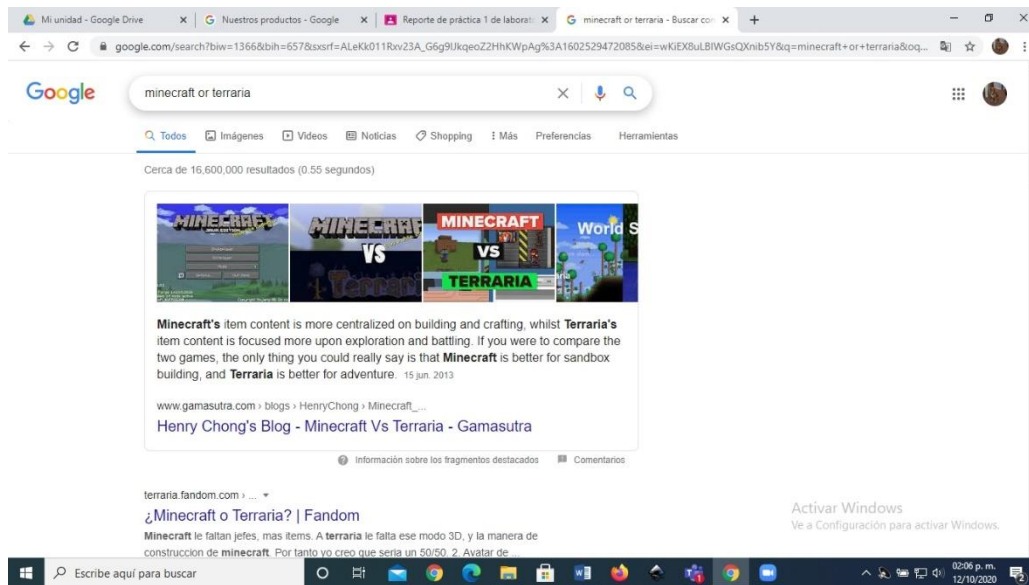 Mi unidad - Google Drive
Nuestros productos - Google
Reporte de práctica 1 de laborat
minecraft or terraria - Buscar con
google.com/search?biw=1366&bih=657&sxsrf=ALeKk011Rxv23A_G6g9UkqeoZ2HhKWpAg%3A1602529472085&ei=wKiEX8uLBIWGsQXnib5Y&q=minecraft+or+terraria&oq...
Google
minecraft or terraria
Todos Imágenes Videos Noticias Shopping Más Preferencias Herramientas
Cerca de 16,600,000 resultados (0.55 segundos)
MINECRAFT
MINECRAF
VS
Terrari
MINECRAFT
VS
TERRARIA
World S
Minecraft's item content is more centralized on building and crafting, whilst Terraria's
item content is focused more upon exploration and battling. If you were to compare the
two games, the only thing you could really say is that Minecraft is better for sandbox
building, and Terraria is better for adventure. 15 jun. 2013
www.gamasutra.com › blogs › HenryChong › Minecraft_...
Henry Chong's Blog - Minecraft Vs Terraria - Gamasutra
Información sobre los fragmentos destacados Comentarios
terraria.fandom.com › ...
¿Minecraft o Terraria? | Fandom
Minecraft le faltan jefes, mas items. A terraria le falta ese modo 3D, y la manera de
construccion de minecraft. Por tanto yo creo que seria un 50/50. 2. Avatar de ...
Activar Windows
Ve a Configuración para activar Windows.
Escribe aquí para buscar
02:06 p. m.
12/10/2020